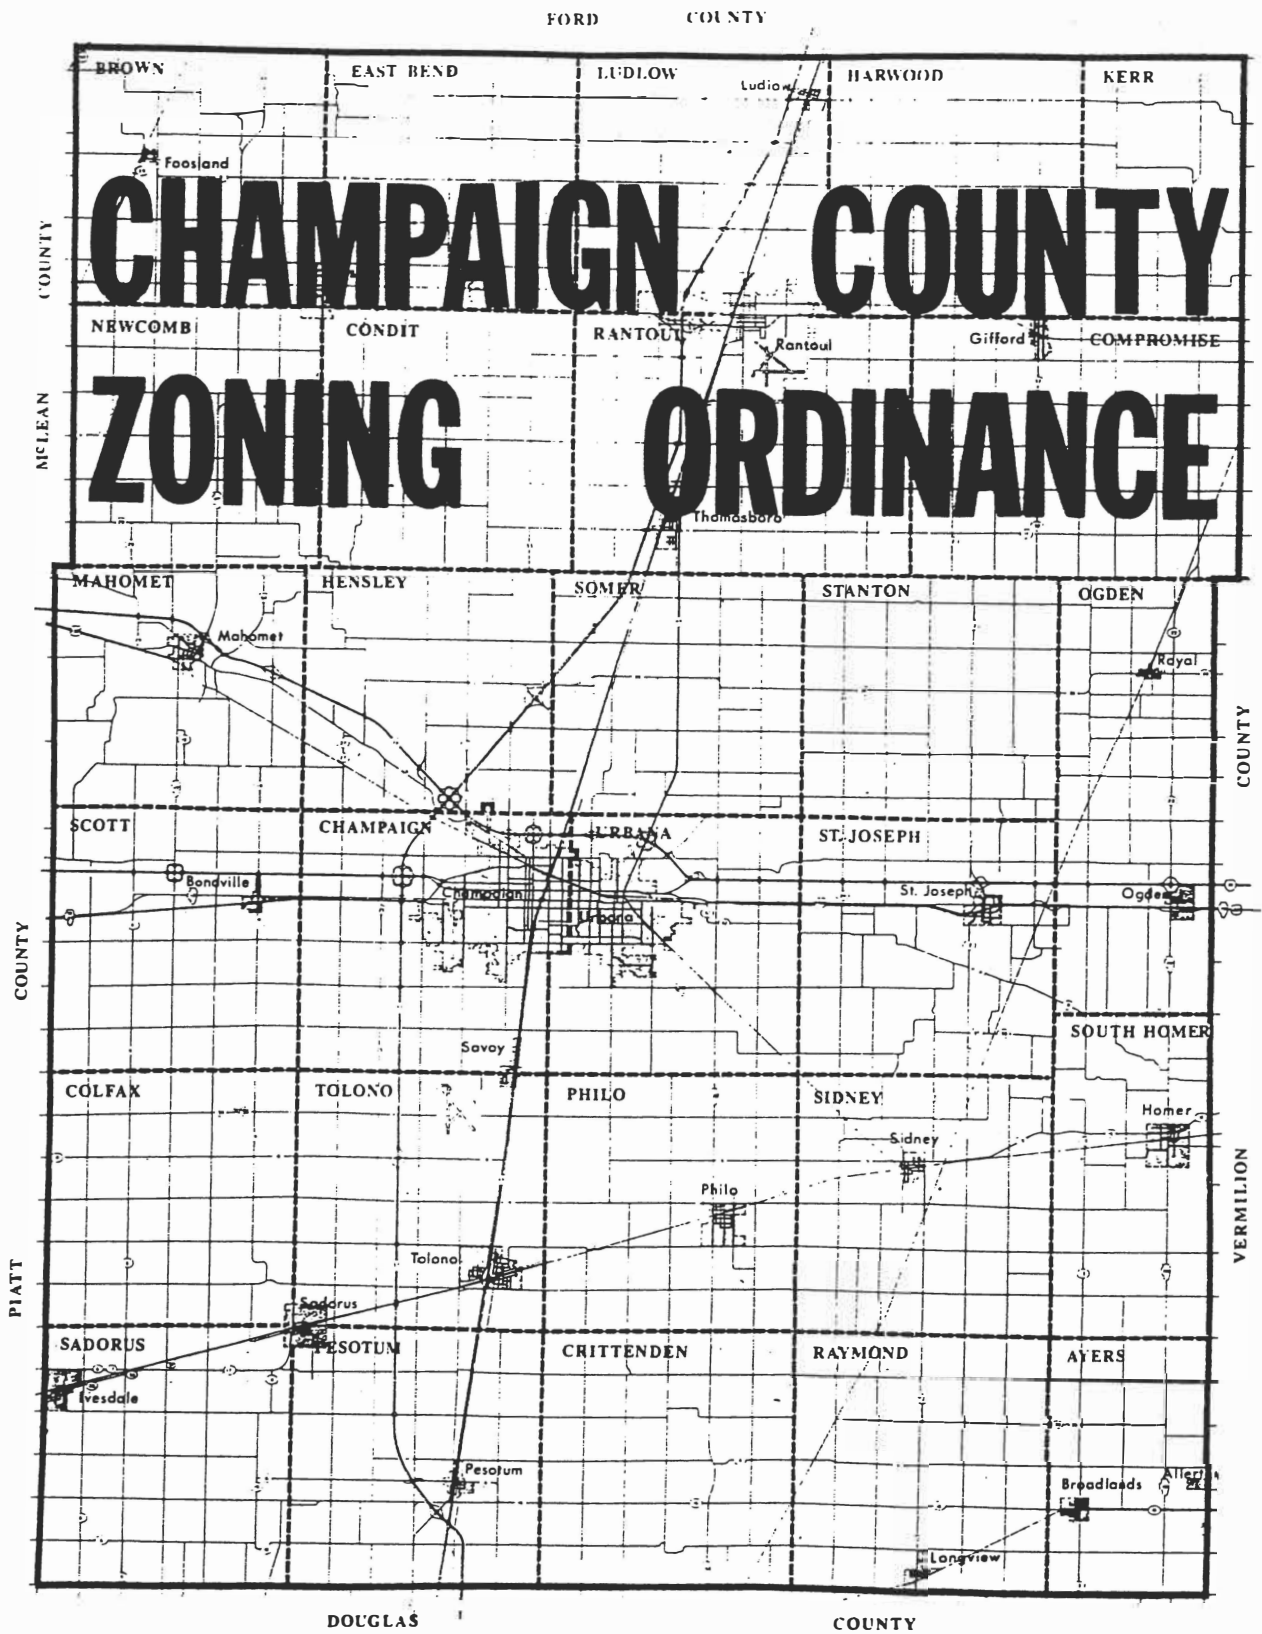 FORD COUNTY
BROWN EAST BEND LUDLOW HARWOOD KERR
Ludlow
Foosland
CHAMPAIGN COUNTY
COUNTY
NEWCOMB CONDIT RANTOUL Rantoul Gifford COMPROMISE
McLEAN
ZONING ORDINANCE
Thomasboro
MAHOMET HENSLEY SOMER STANTON OGDEN
Mahomet
Royal
COUNTY
SCOTT CHAMPAIGN URBANA ST. JOSEPH
Bondville Champaign St. Joseph Ogden
Urbana
COUNTY
SOUTH HOMER
Savoy
COLFAX TOLONO PHILO SIDNEY
Homer
Sidney
VERMILION
Philo
Tolono
PIATT
Sadorus
SADORUS PESOTUM CRITTENDEN RAYMOND AYERS
Ivesdale
Pesotum
Broadlands
Longview
DOUGLAS COUNTY